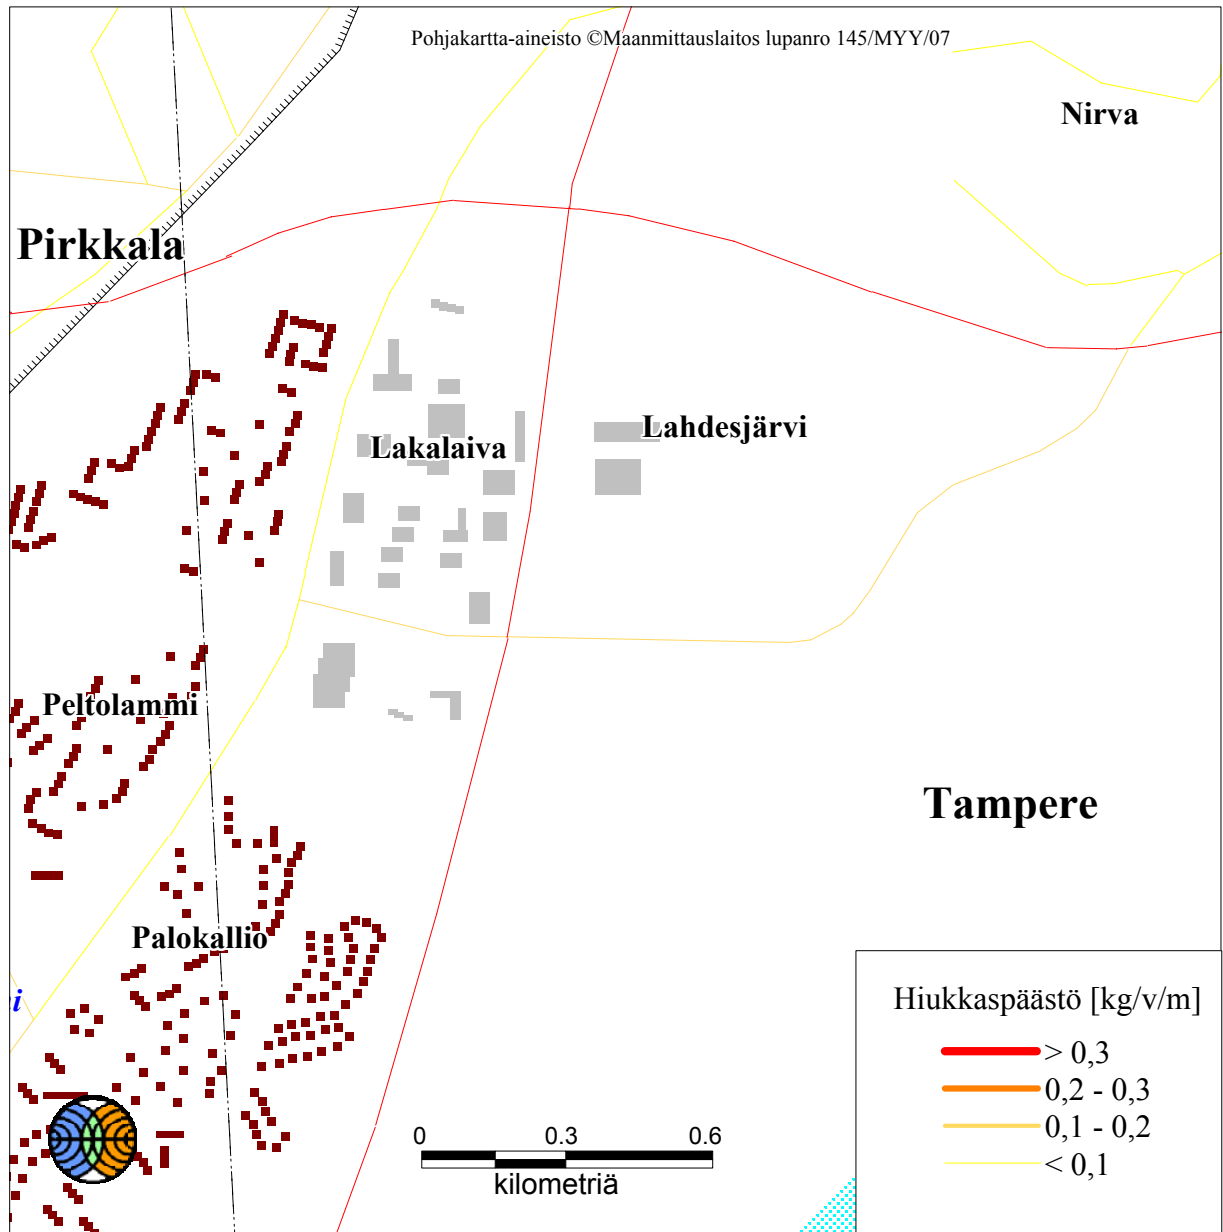 Pohjakartta-aineisto ©Maanmittauslaitos lupanro 145/MYY/07
Nirva
Pirkkala
Lahdesjärvi
Lakalaiva
Peltolammi
Tampere
Palokallio
i
Hiukkaspäästö [kg/v/m]
> 0,3
0,2 - 0,3
0,1 - 0,2
< 0,1
0 0.3 0.6
kilometriä